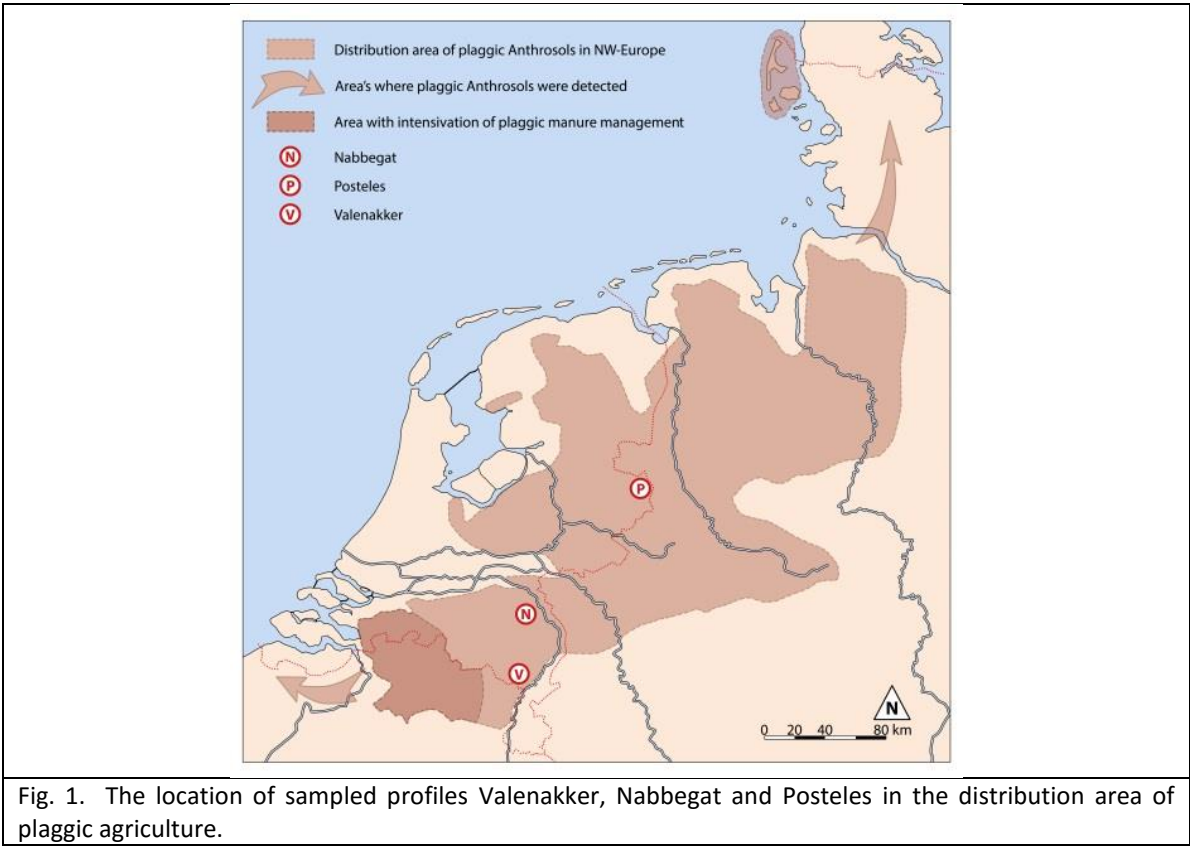 Distribution area of plaggic Anthrosols in NW-Europe
Area's where plaggic Anthrosols were detected
Area with intensivation of plaggic manure management
N Nabbegat
P Posteles
V Valenakker
P
N
V
N
0 20 40 80 km
Fig. 1. The location of sampled profiles Valenakker, Nabbegat and Posteles in the distribution area of
plaggic agriculture.